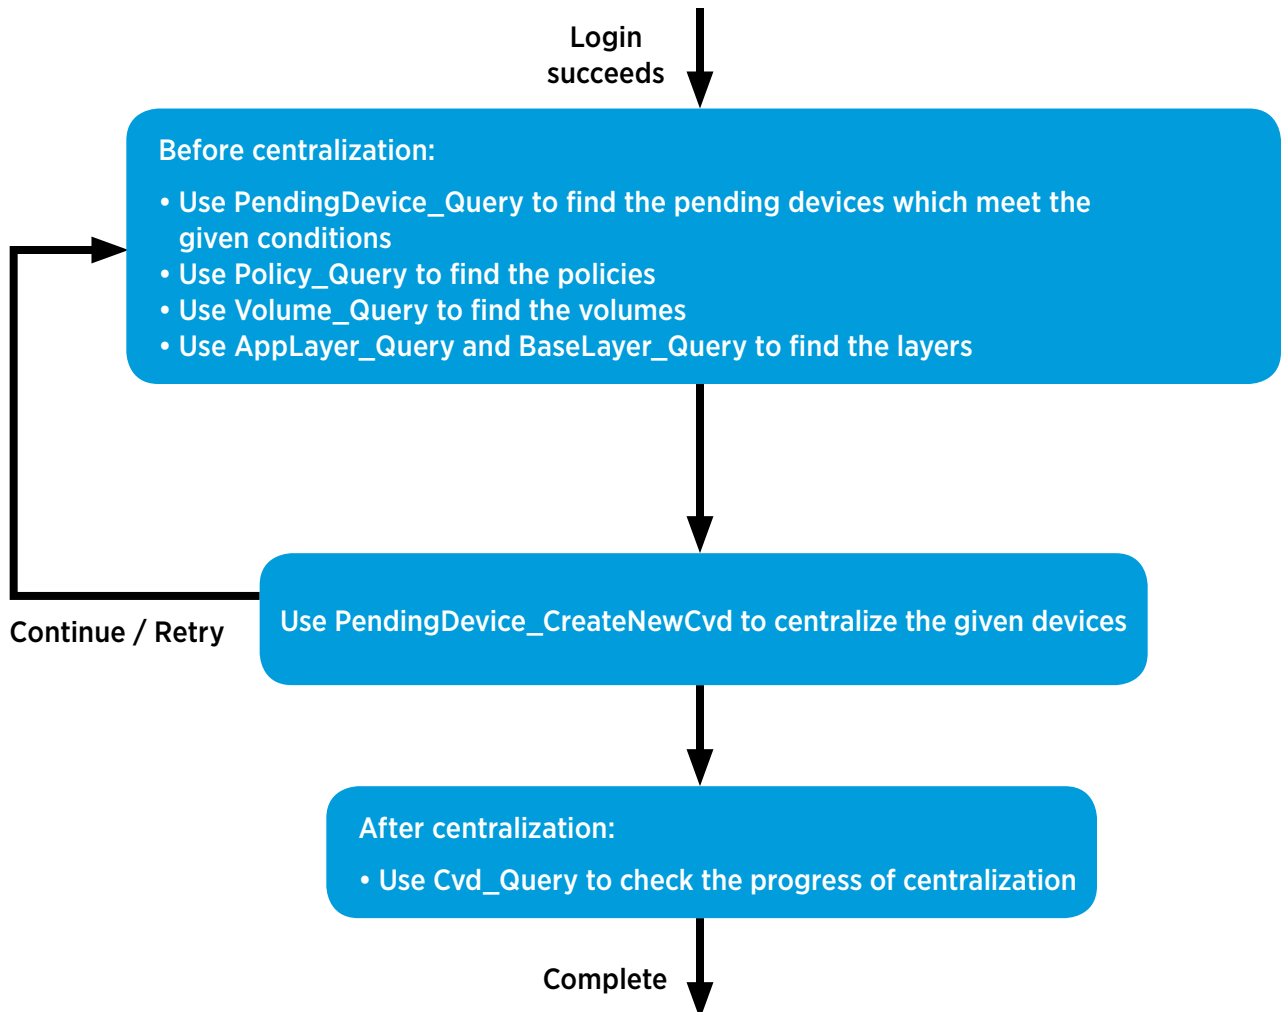 Login
succeeds
Before centralization:
• Use PendingDevice_Query to find the pending devices which meet the
given conditions
• Use Policy_Query to find the policies
• Use Volume_Query to find the volumes
• Use AppLayer_Query and BaseLayer_Query to find the layers
Continue / Retry
Use PendingDevice_CreateNewCvd to centralize the given devices
After centralization:
• Use Cvd_Query to check the progress of centralization
Complete